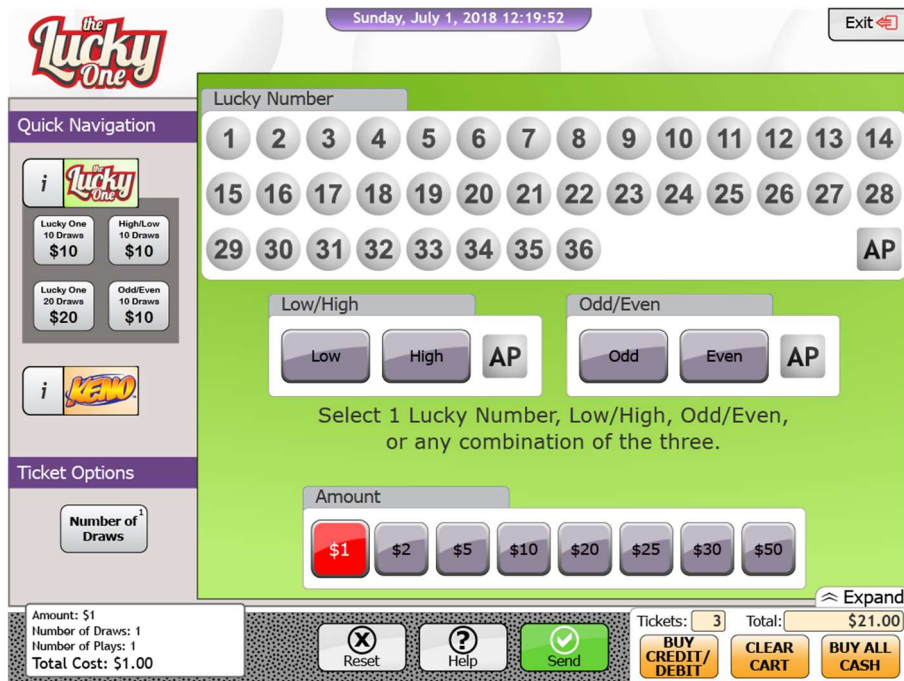 the
Lucky
One
Sunday, July 1, 2018 12:19:52
Exit
Quick Navigation
i
the
Lucky
One
Lucky One
10 Draws
$10
High/Low
10 Draws
$10
Lucky One
20 Draws
$20
Odd/Even
10 Draws
$10
i
KENO
Ticket Options
Number of 1
Draws
Lucky Number
1 2 3 4 5 6 7 8 9 10 11 12 13 14
15 16 17 18 19 20 21 22 23 24 25 26 27 28
29 30 31 32 33 34 35 36 AP
Low/High
Low High AP
Odd/Even
Odd Even AP
Select 1 Lucky Number, Low/High, Odd/Even,
or any combination of the three.
Amount
$1 $2 $5 $10 $20 $25 $30 $50
Expand
Amount: $1
Number of Draws: 1
Number of Plays: 1
Total Cost: $1.00
X
Reset
?
Help
Send
Tickets: 3 Total: $21.00
BUY
CREDIT/
DEBIT
CLEAR
CART
BUY ALL
CASH